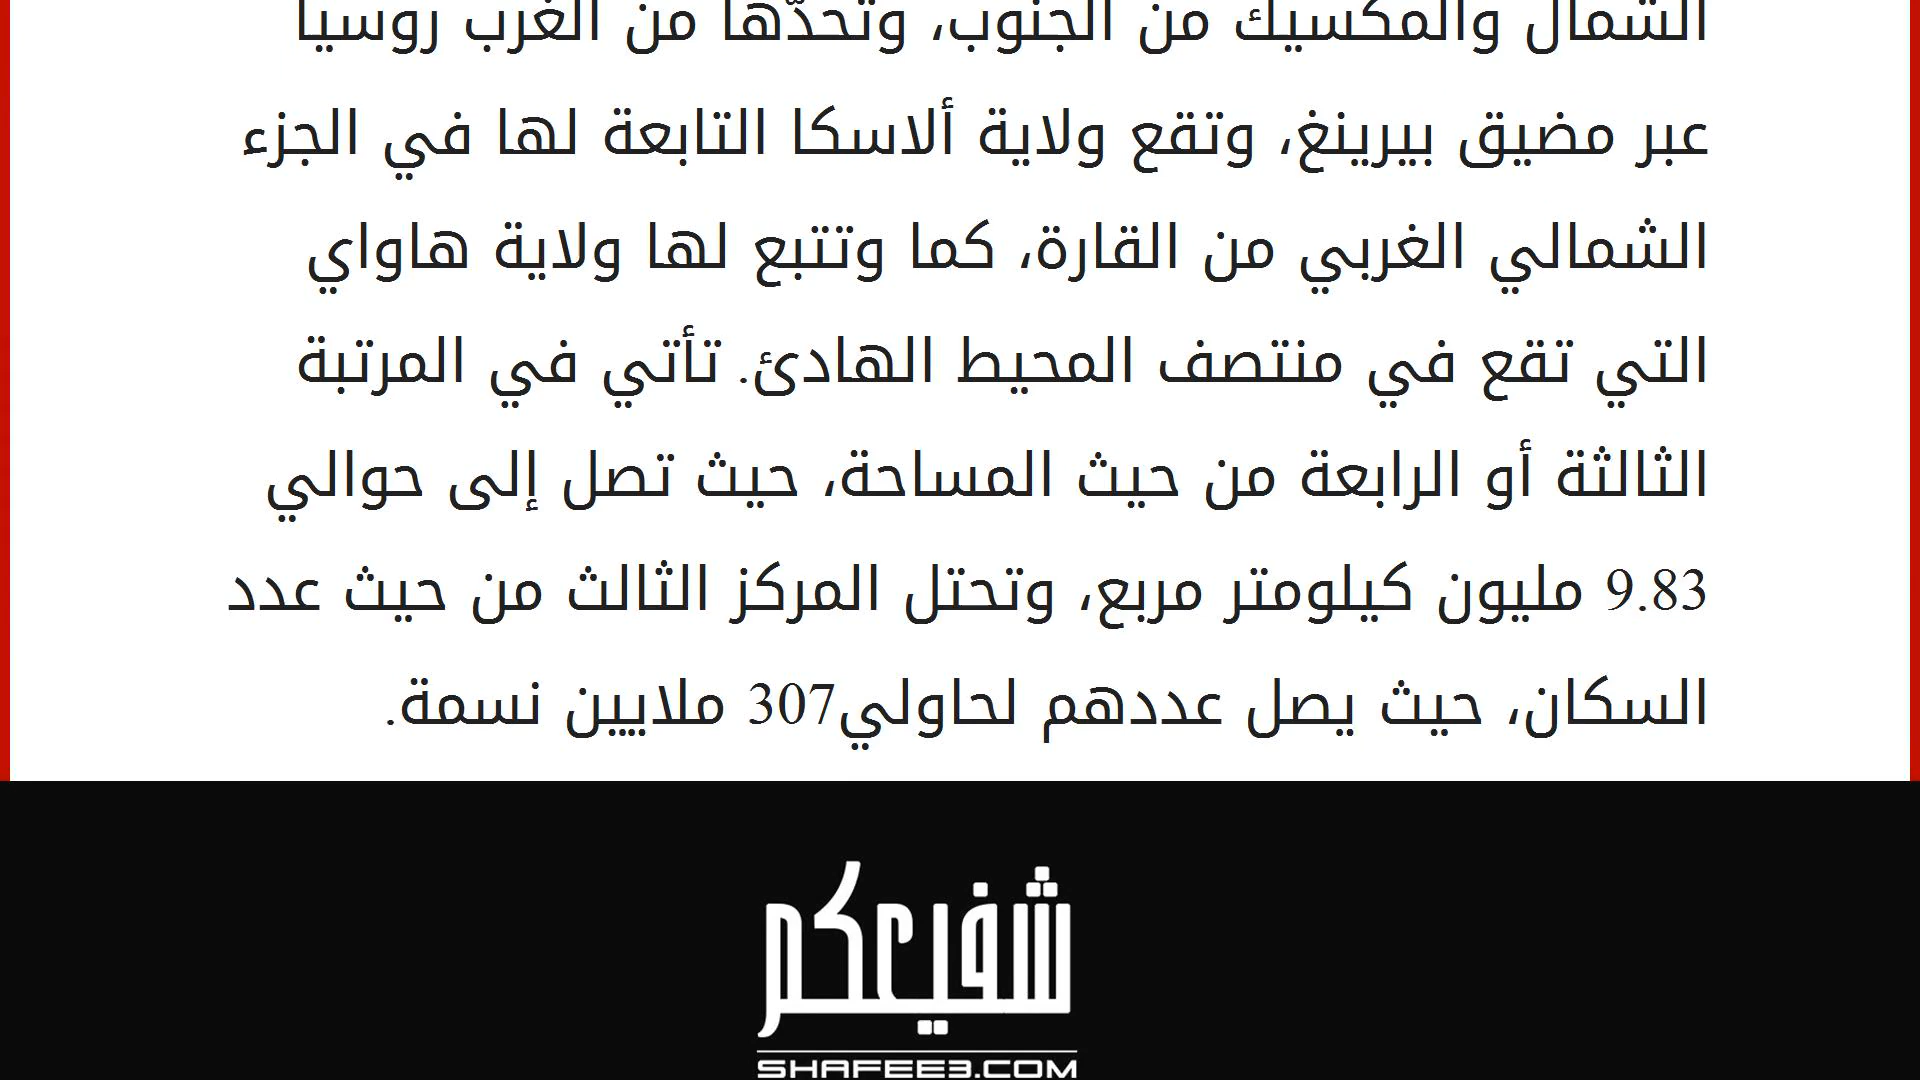 الشمال والمكسيك من الجنوب، وتحدّها من الغرب روسيا
عبر مضيق بيرينغ، وتقع ولاية ألاسكا التابعة لها في الجزء
الشمالي الغربي من القارة، كما وتتبع لها ولاية هاواي
التي تقع في منتصف المحيط الهادئ. تأتي في المرتبة
الثالثة أو الرابعة من حيث المساحة، حيث تصل إلى حوالي
9.83 مليون كيلومتر مربع، وتحتل المركز الثالث من حيث عدد
السكان، حيث يصل عددهم لحاولي307 ملايين نسمة.
شفيعكم
SHAFEE3.COM